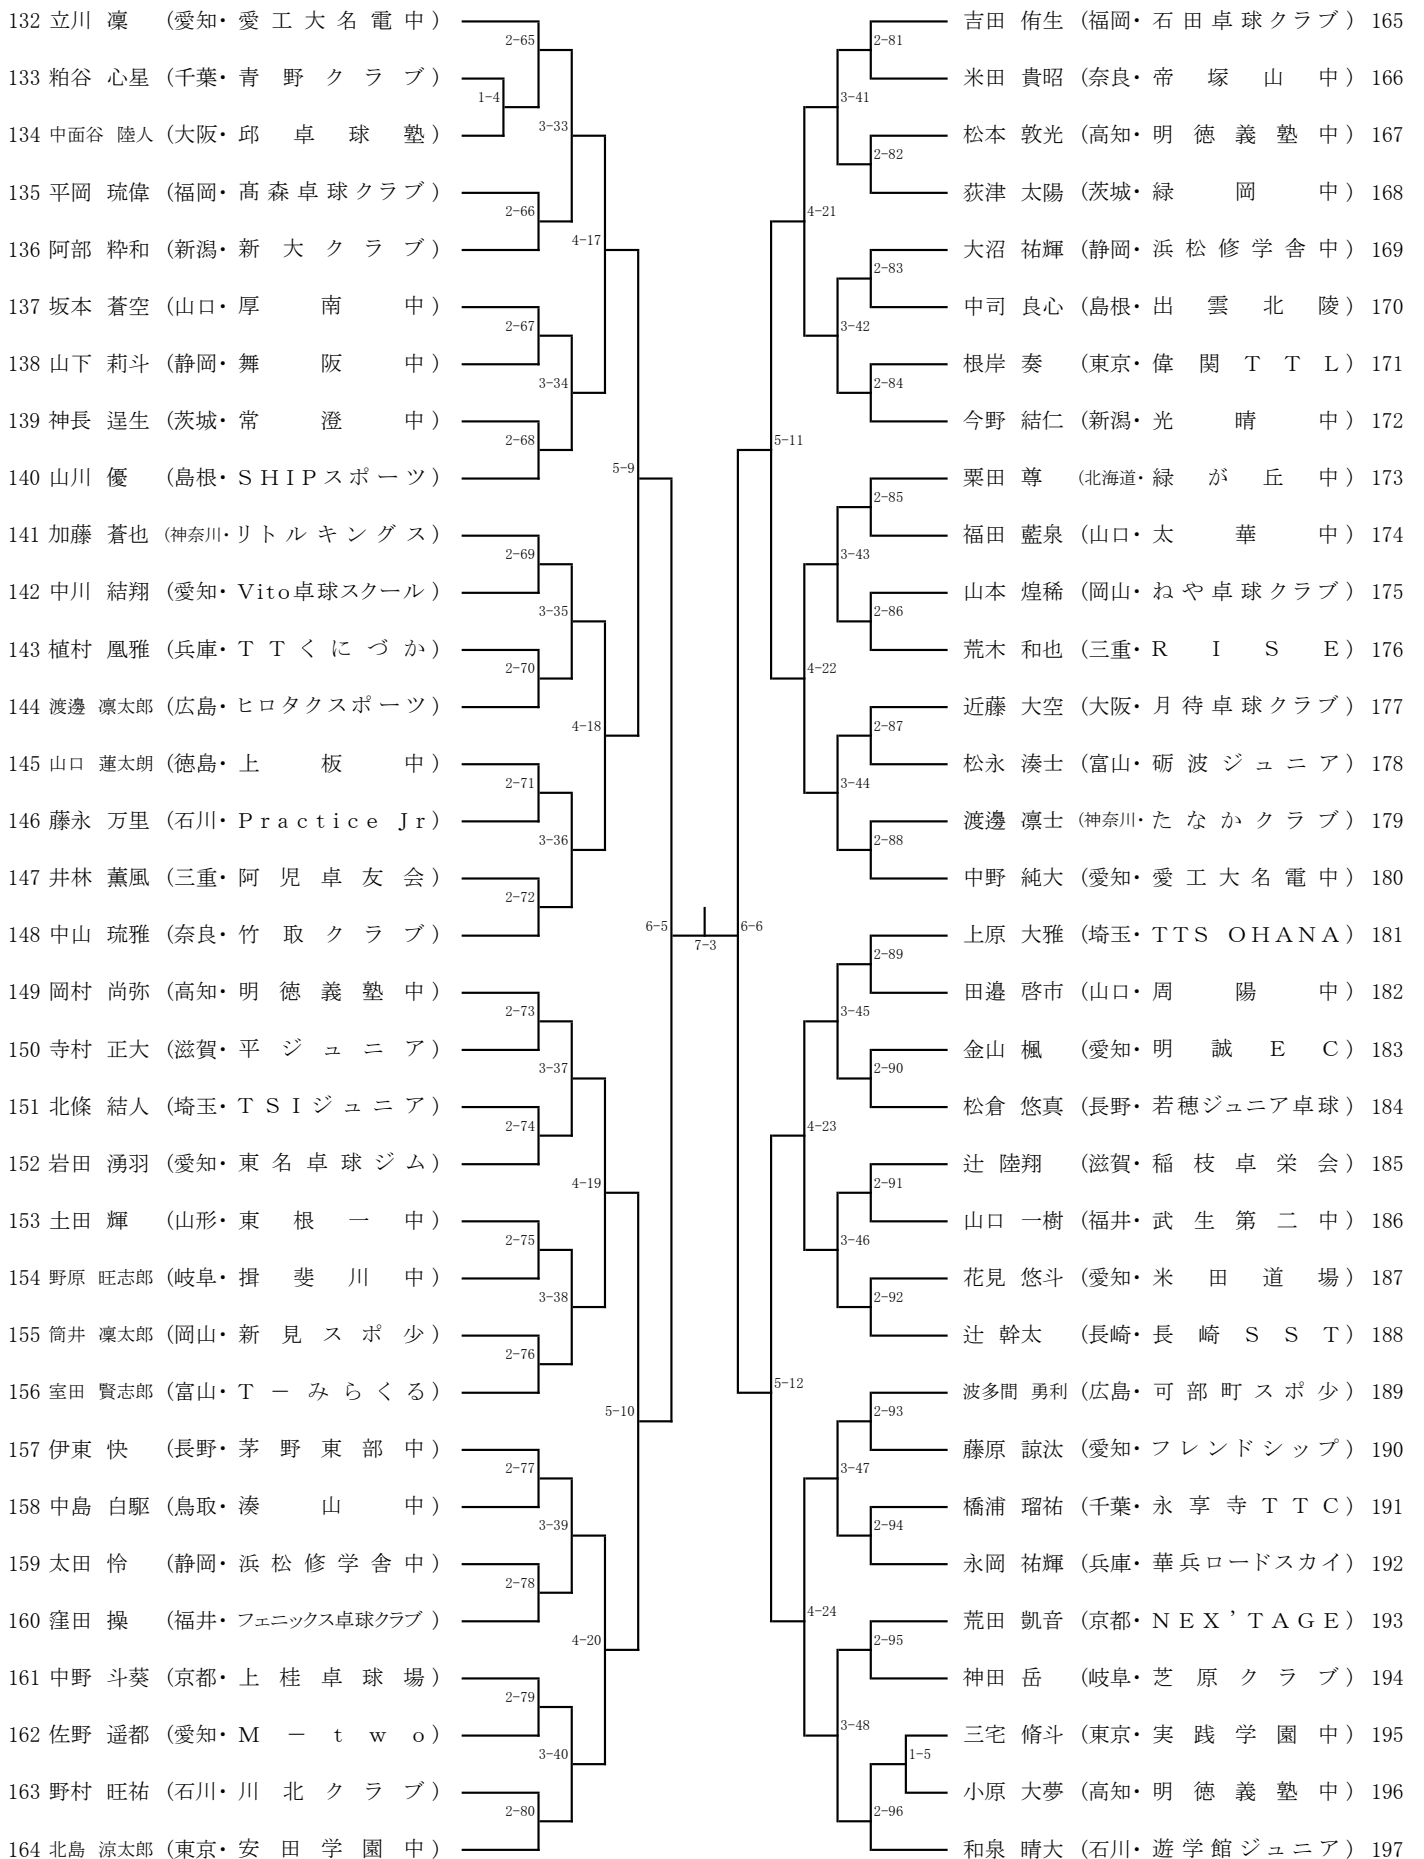 132 立川 凜 (愛知・愛工大名電中)
2-65
133 粕谷 心星 (千葉・青野クラブ)
1-4
134 中面谷 陸人 (大阪・邱卓球塾)
3-33
135 平岡 琉偉 (福岡・髙森卓球クラブ)
2-66
136 阿部 粋和 (新潟・新大クラブ)
4-17
137 坂本 蒼空 (山口・厚南中)
2-67
138 山下 莉斗 (静岡・舞阪中)
3-34
139 神長 逞生 (茨城・常澄中)
2-68
140 山川 優 (島根・SHIPスポーツ)
5-9
141 加藤 蒼也 (神奈川・リトルキングス)
2-69
142 中川 結翔 (愛知・Vito卓球スクール)
3-35
143 植村 凰雅 (兵庫・TTくにづか)
2-70
144 渡邊 凛太郎 (広島・ヒロタクスポーツ)
4-18
145 山口 蓮太朗 (徳島・上板中)
2-71
146 藤永 万里 (石川・Practice Jr)
3-36
147 井林 薫風 (三重・阿児卓友会)
2-72
148 中山 琉雅 (奈良・竹取クラブ)
6-5
7-3
149 岡村 尚弥 (高知・明徳義塾中)
2-73
150 寺村 正大 (滋賀・平ジュニア)
3-37
151 北條 結人 (埼玉・TSIジュニア)
2-74
152 岩田 湧羽 (愛知・東名卓球ジム)
4-19
153 土田 輝 (山形・東根一中)
2-75
154 野原 旺志郎 (岐阜・揖斐川中)
3-38
155 筒井 凜太郎 (岡山・新見スポ少)
2-76
156 室田 賢志郎 (富山・T－みらくる)
5-10
157 伊東 快 (長野・茅野東部中)
2-77
158 中島 白駆 (鳥取・湊山中)
3-39
159 太田 怜 (静岡・浜松修学舎中)
2-78
160 窪田 操 (福井・フェニックス卓球クラブ)
4-20
161 中野 斗葵 (京都・上桂卓球場)
2-79
162 佐野 遥都 (愛知・M－two)
3-40
163 野村 旺祐 (石川・川北クラブ)
2-80
164 北島 涼太郎 (東京・安田学園中)
吉田 侑生 (福岡・石田卓球クラブ) 165
2-81
米田 貴昭 (奈良・帝塚山中) 166
3-41
松本 敦光 (高知・明徳義塾中) 167
2-82
荻津 太陽 (茨城・緑岡中) 168
4-21
大沼 祐輝 (静岡・浜松修学舎中) 169
2-83
中司 良心 (島根・出雲北陵) 170
3-42
根岸 奏 (東京・偉関TTL) 171
2-84
今野 結仁 (新潟・光晴中) 172
5-11
栗田 尊 (北海道・緑が丘中) 173
2-85
福田 藍泉 (山口・太華中) 174
3-43
山本 煌稀 (岡山・ねや卓球クラブ) 175
2-86
荒木 和也 (三重・RISE) 176
4-22
近藤 大空 (大阪・月待卓球クラブ) 177
2-87
松永 湊士 (富山・砺波ジュニア) 178
3-44
渡邊 凛士 (神奈川・たなかクラブ) 179
2-88
中野 純大 (愛知・愛工大名電中) 180
6-6
上原 大雅 (埼玉・TTS OHANA) 181
2-89
田邉 啓市 (山口・周陽中) 182
3-45
金山 楓 (愛知・明誠EC) 183
2-90
松倉 悠真 (長野・若穂ジュニア卓球) 184
4-23
辻 陸翔 (滋賀・稲枝卓栄会) 185
2-91
山口 一樹 (福井・武生第二中) 186
3-46
花見 悠斗 (愛知・米田道場) 187
2-92
辻 幹太 (長崎・長崎SST) 188
5-12
波多間 勇利 (広島・可部町スポ少) 189
2-93
藤原 諒汰 (愛知・フレンドシップ) 190
3-47
橋浦 瑠祐 (千葉・永享寺TTC) 191
2-94
永岡 祐輝 (兵庫・華兵ロードスカイ) 192
4-24
荒田 凱音 (京都・NEX’TAGE) 193
2-95
神田 岳 (岐阜・芝原クラブ) 194
3-48
三宅 脩斗 (東京・実践学園中) 195
1-5
小原 大夢 (高知・明徳義塾中) 196
2-96
和泉 晴大 (石川・遊学館ジュニア) 197